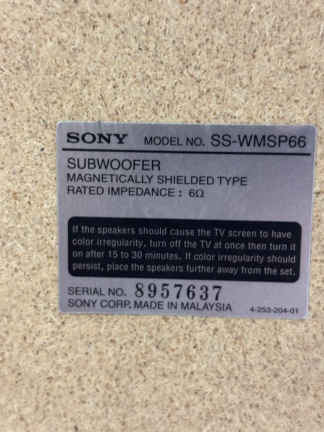 SONY MODEL NO. SS-WMSP66
SUBWOOFER
MAGNETICALLY SHIELDED TYPE
RATED IMPEDANCE : 6Ω
If the speakers should cause the TV screen to have
color irregularity, turn off the TV at once then turn it
on after 15 to 30 minutes. If color irregularity should
persist, place the speakers further away from the set.
SERIAL NO. 8957637
SONY CORP. MADE IN MALAYSIA 4-253-204-01